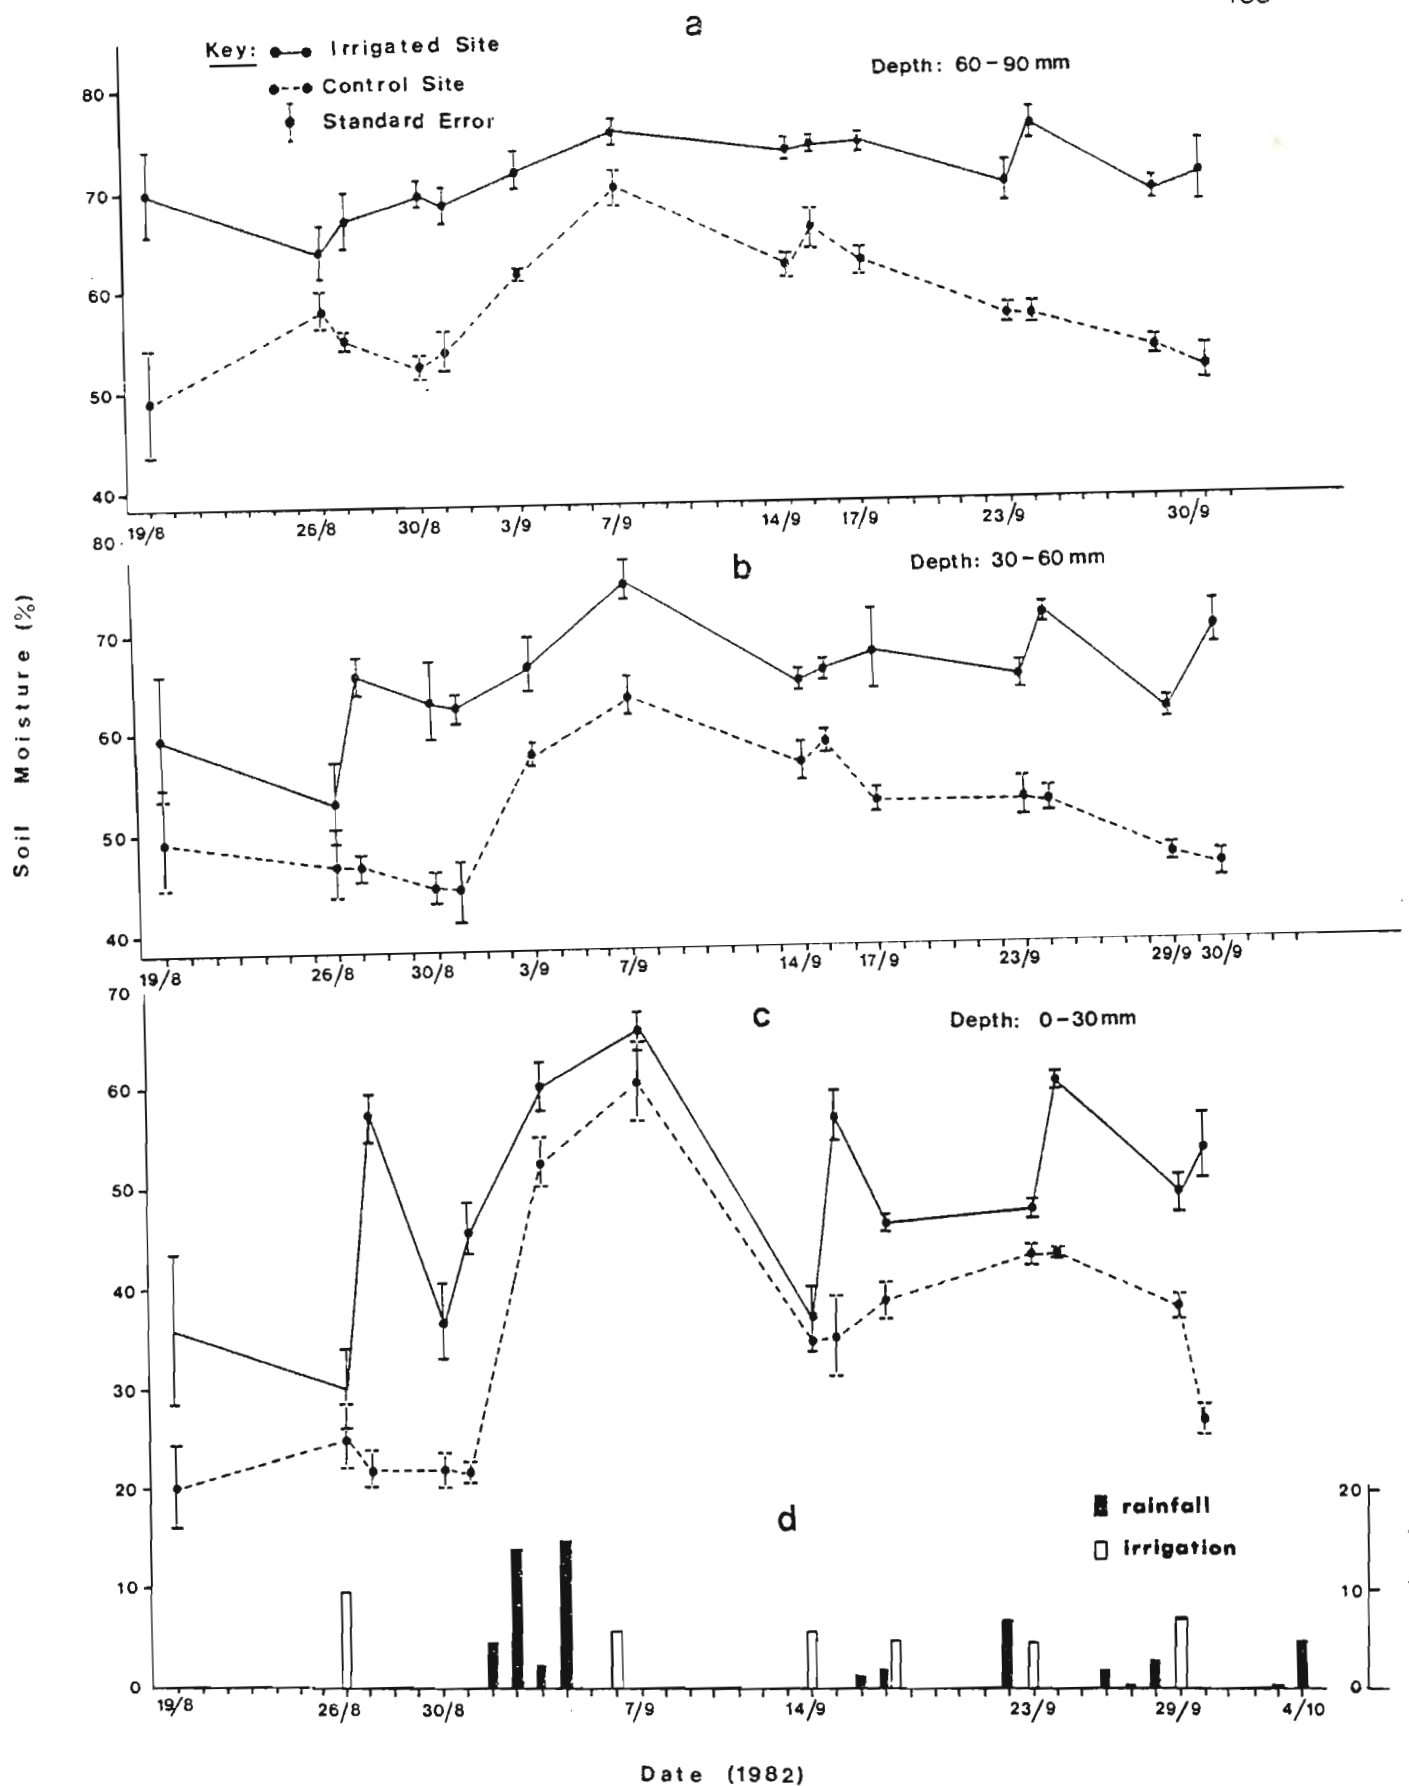 a
Key: Irrigated Site
Control Site
Standard Error
Depth: 60-90 mm
80
70
60
50
40
19/8 26/8 30/8 3/9 7/9 14/9 17/9 23/9 30/9
b
Depth: 30-60 mm
80
70
60
50
40
19/8 26/8 30/8 3/9 7/9 14/9 17/9 23/9 29/9 30/9
Soil Moisture (%)
c
Depth: 0-30 mm
70
60
50
40
30
20
10
0
d
rainfall
irrigation
20
10
0
19/8 26/8 30/8 7/9 14/9 23/9 29/9 4/10
Date (1982)